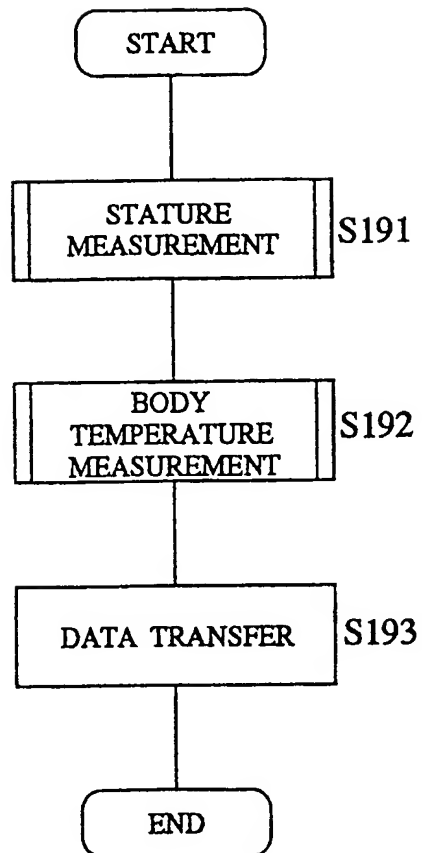 START
STATURE
MEASUREMENT
S191
BODY
TEMPERATURE
MEASUREMENT
S192
DATA TRANSFER
S193
END